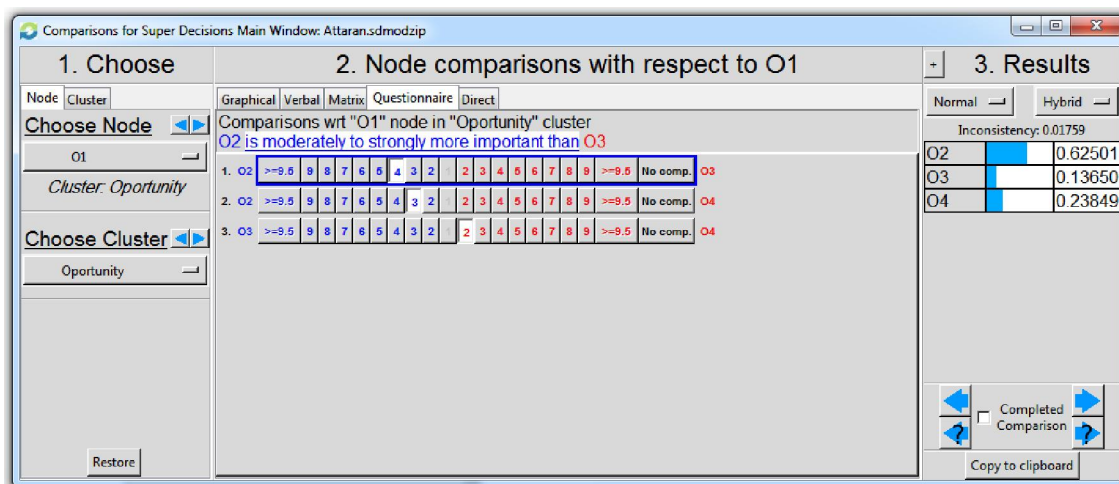 Comparisons for Super Decisions Main Window: Attaran.sdmodzip
1. Choose
Node Cluster
Choose Node
O1
Cluster: Oportunity
Choose Cluster
Oportunity
Restore
2. Node comparisons with respect to O1
Graphical Verbal Matrix Questionnaire Direct
Comparisons wrt "O1" node in "Oportunity" cluster
O2 is moderately to strongly more important than O3
1. O2 >=9.5 9 8 7 6 5 4 3 2 1 2 3 4 5 6 7 8 9 >=9.5 No comp. O3
2. O2 >=9.5 9 8 7 6 5 4 3 2 1 2 3 4 5 6 7 8 9 >=9.5 No comp. O4
3. O3 >=9.5 9 8 7 6 5 4 3 2 1 2 3 4 5 6 7 8 9 >=9.5 No comp. O4
+ 3. Results
Normal Hybrid
Inconsistency: 0.01759
O2 0.62501
O3 0.13650
O4 0.23849
Completed
Comparison
? ?
Copy to clipboard